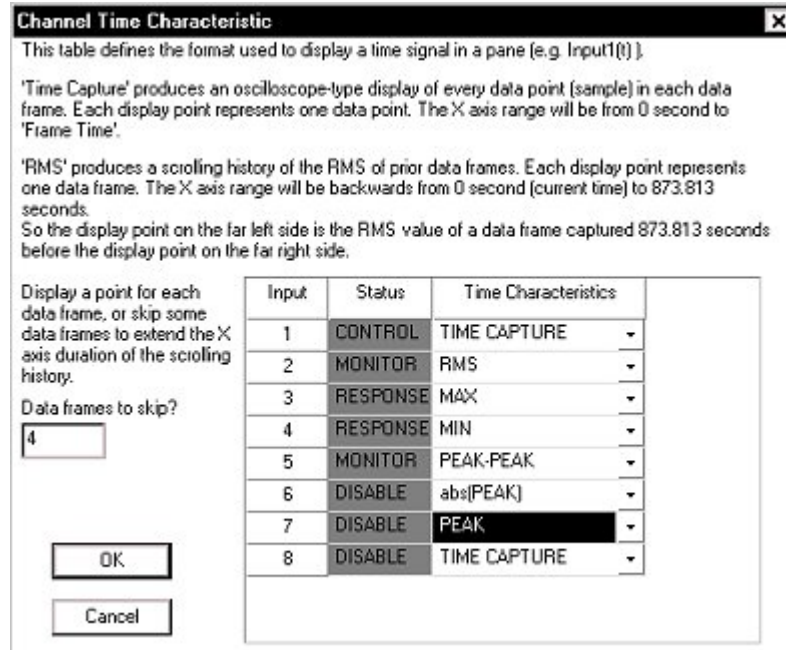 Channel Time Characteristic
This table defines the format used to display a time signal in a pane (e.g. Input1(t) ).
'Time Capture' produces an oscilloscope-type display of every data point (sample) in each data
frame. Each display point represents one data point. The X axis range will be from 0 second to
'Frame Time'.
'RMS' produces a scrolling history of the RMS of prior data frames. Each display point represents
one data frame. The X axis range will be backwards from 0 second (current time) to 873.813
seconds.
So the display point on the far left side is the RMS value of a data frame captured 873.813 seconds
before the display point on the far right side.
Display a point for each
data frame, or skip some
data frames to extend the X
axis duration of the scrolling
history.
Data frames to skip?
4
OK
Cancel
Input Status Time Characteristics
1 CONTROL TIME CAPTURE
2 MONITOR RMS
3 RESPONSE MAX
4 RESPONSE MIN
5 MONITOR PEAK-PEAK
6 DISABLE abs(PEAK)
7 DISABLE PEAK
8 DISABLE TIME CAPTURE